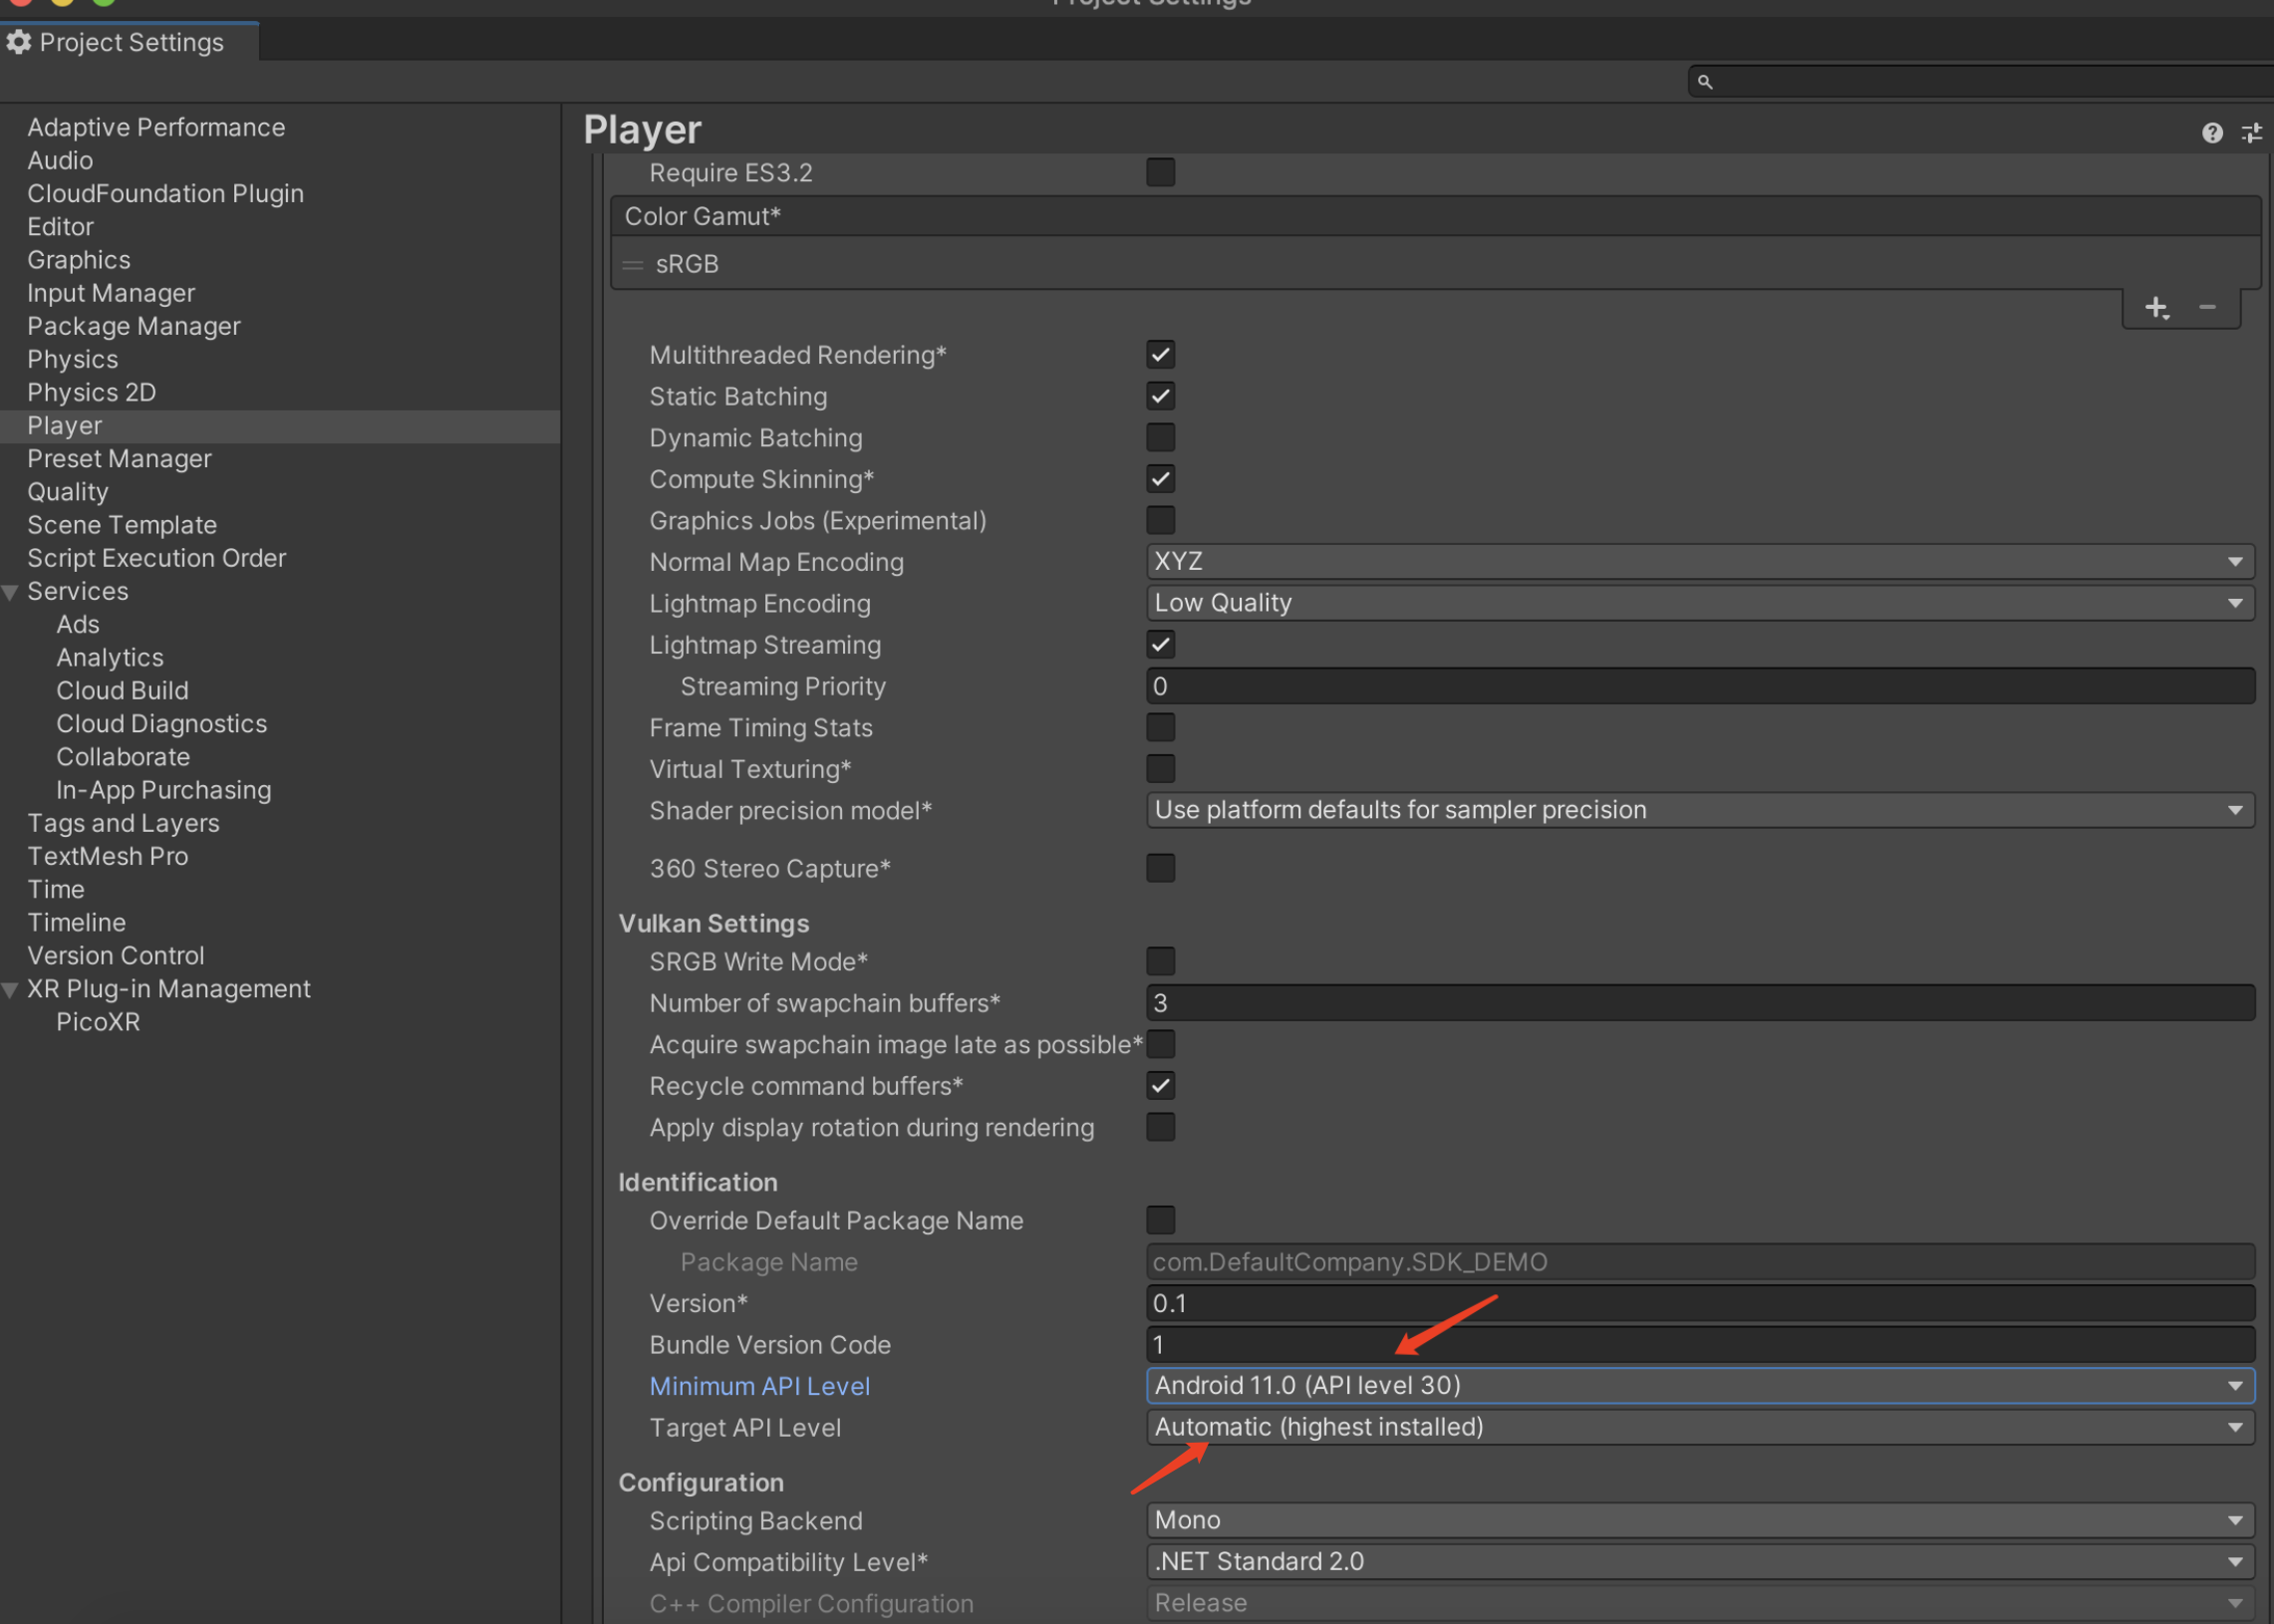 Project Settings
Project Settings
Adaptive Performance
Audio
CloudFoundation Plugin
Editor
Graphics
Input Manager
Package Manager
Physics
Physics 2D
Player
Preset Manager
Quality
Scene Template
Script Execution Order
Services
Ads
Analytics
Cloud Build
Cloud Diagnostics
Collaborate
In-App Purchasing
Tags and Layers
TextMesh Pro
Time
Timeline
Version Control
XR Plug-in Management
PicoXR
Player
Require ES3.2
Color Gamut*
sRGB
Multithreaded Rendering*
Static Batching
Dynamic Batching
Compute Skinning*
Graphics Jobs (Experimental)
Normal Map Encoding XYZ
Lightmap Encoding Low Quality
Lightmap Streaming
Streaming Priority 0
Frame Timing Stats
Virtual Texturing*
Shader precision model* Use platform defaults for sampler precision
360 Stereo Capture*
Vulkan Settings
SRGB Write Mode*
Number of swapchain buffers* 3
Acquire swapchain image late as possible*
Recycle command buffers*
Apply display rotation during rendering
Identification
Override Default Package Name
Package Name com.DefaultCompany.SDK_DEMO
Version* 0.1
Bundle Version Code 1
Minimum API Level Android 11.0 (API level 30)
Target API Level Automatic (highest installed)
Configuration
Scripting Backend Mono
Api Compatibility Level* .NET Standard 2.0
C++ Compiler Configuration Release